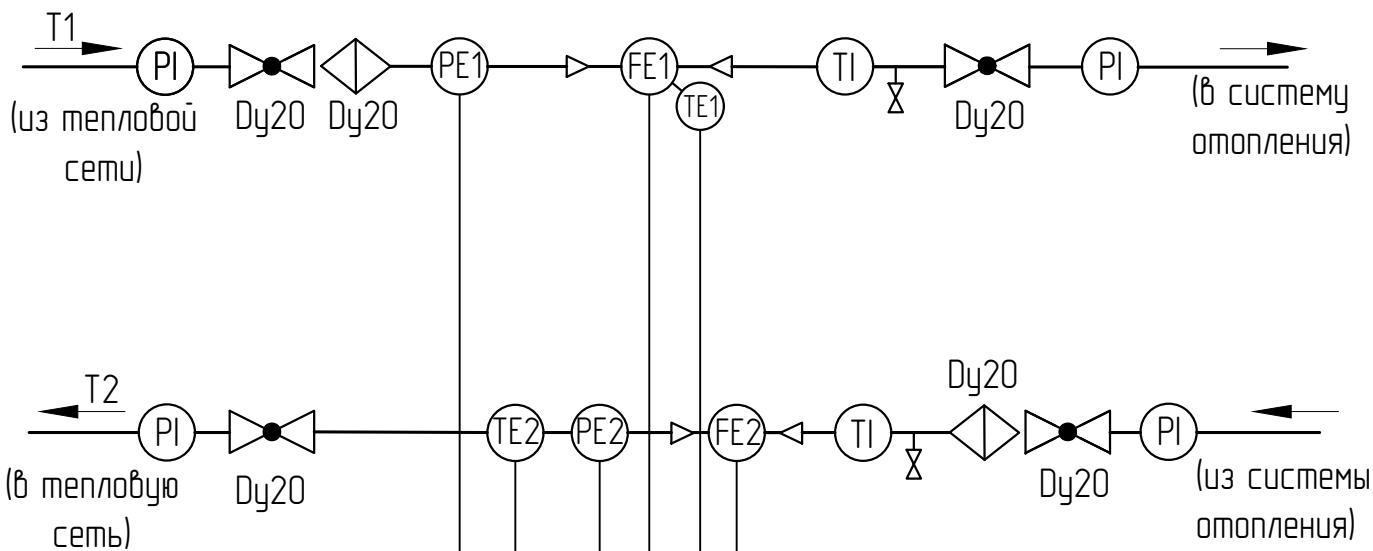 T1
PI
PE1
FE1
TI
PI
TE1
(из тепловой
сети)
Dy20
Dy20
Dy20
(в систему
отопления)
T2
Dy20
PI
TE2
PE2
FE2
TI
PI
(в тепловую
сеть)
Dy20
Dy20
(из системы
отопления)